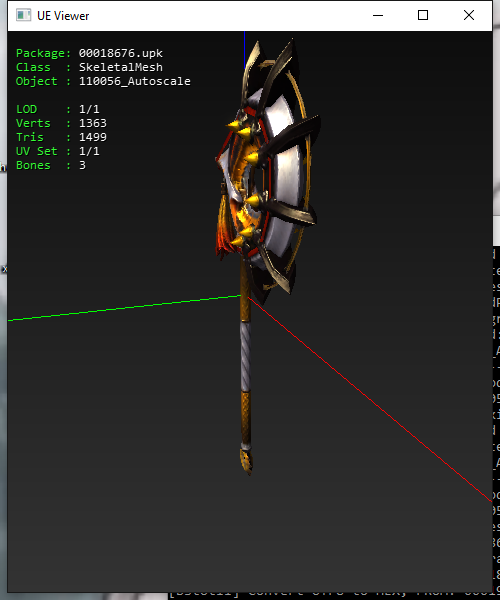 UE Viewer
Package: 00018676.upk
Class : SkeletalMesh
Object : 110056_Autoscale
LOD : 1/1
Verts : 1363
Tris : 1499
UV Set : 1/1
Bones : 3